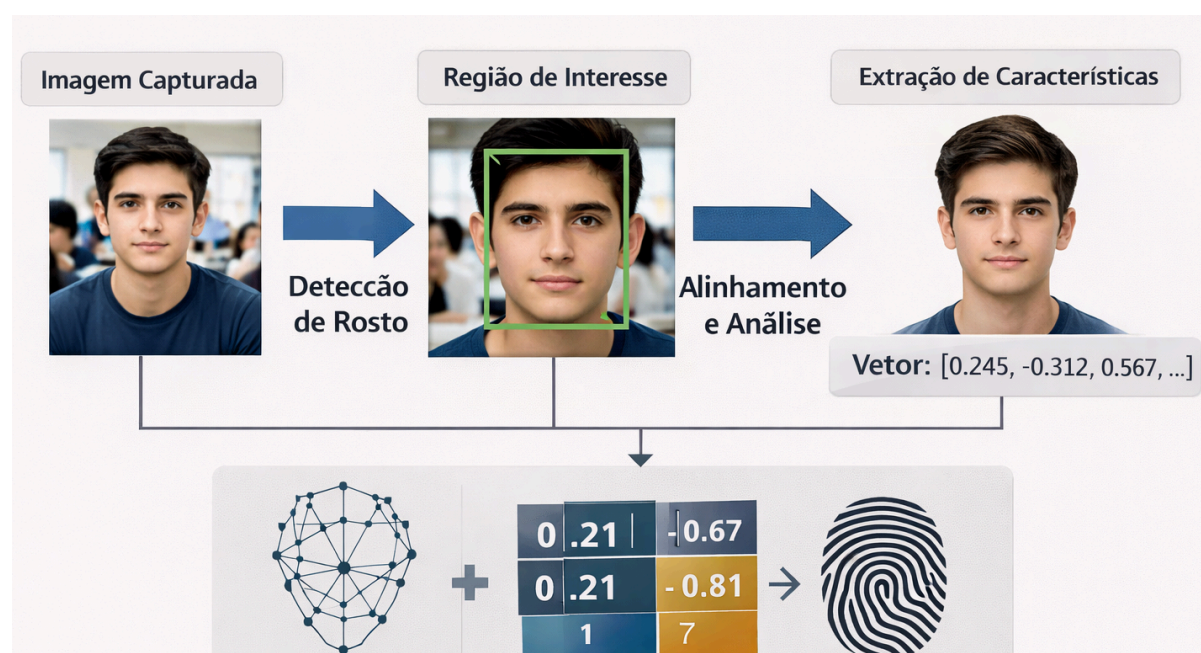 Imagem Capturada
Região de Interesse
Extração de Características
Deteccão
de Rosto
Alinhamento
e Anãlise
Vetor: [0.245, -0.312, 0.567, ...]
0 .21 -0.67
0 .21 - 0.81
1 7